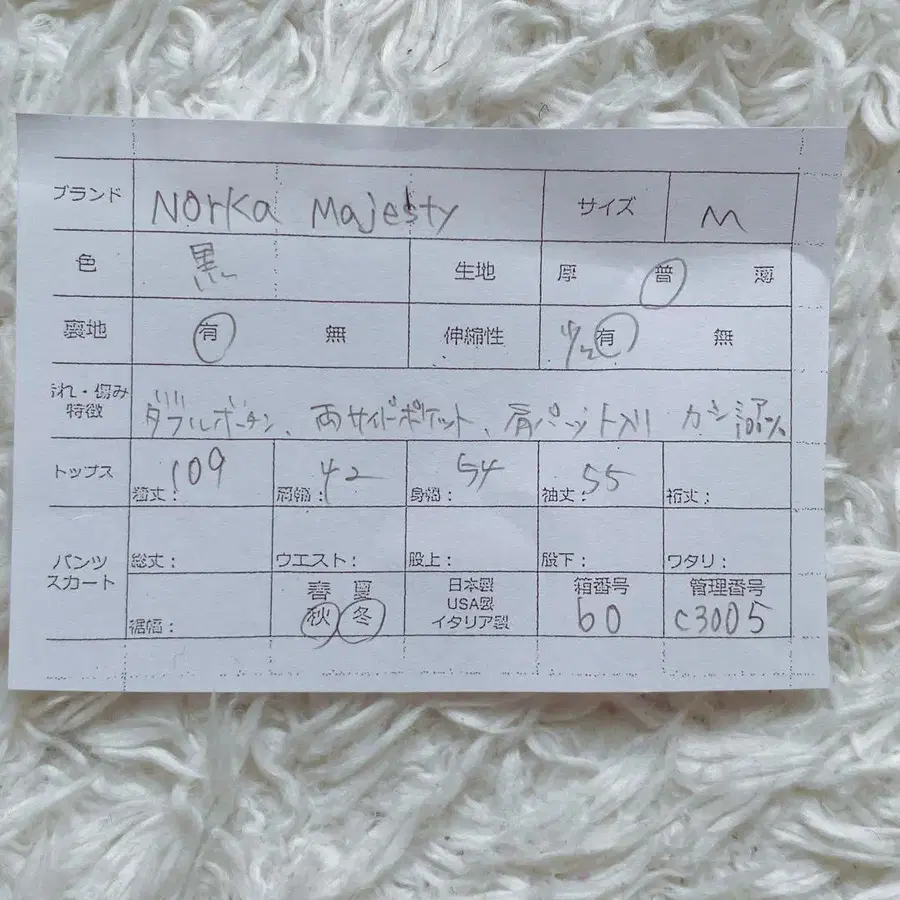 ブランド Norka Majesty サイズ M
色 黒 生地 厚 普 薄
裏地 有 無 伸縮性 有 無
汚れ・傷み
特徴 ダブルボタン、両サイドポケット、肩パット入り カシミア100%
トップス 着丈: 109 肩幅: 42 身幅: 54 袖丈: 55 裄丈:
パンツ
スカート 総丈: ウエスト: 股上: 股下: ワタリ:
裾幅: 春 夏 秋 冬 日本製 USA製 イタリア製 箱番号 60 管理番号 C3005